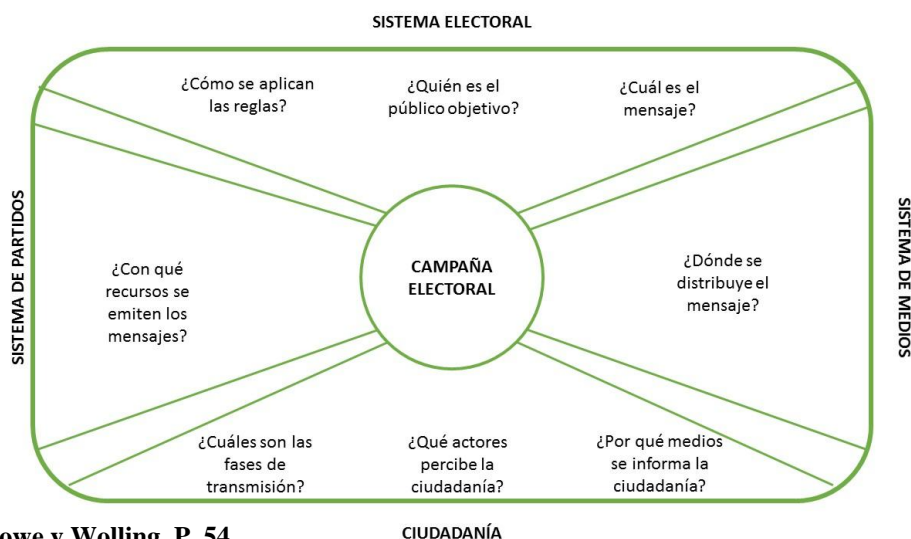 SISTEMA ELECTORAL
¿Cómo se aplican
las reglas?
¿Quién es el
público objetivo?
¿Cuál es el
mensaje?
SISTEMA DE PARTIDOS
¿Con qué
recursos se
emiten los
mensajes?
CAMPAÑA
ELECTORAL
¿Dónde se
distribuye el
mensaje?
SISTEMA DE MEDIOS
¿Cuáles son las
fases de
transmisión?
¿Qué actores
percibe la
ciudadanía?
¿Por qué medios
se informa la
ciudadanía?
y Wolling. P. 54
CIUDADANÍA